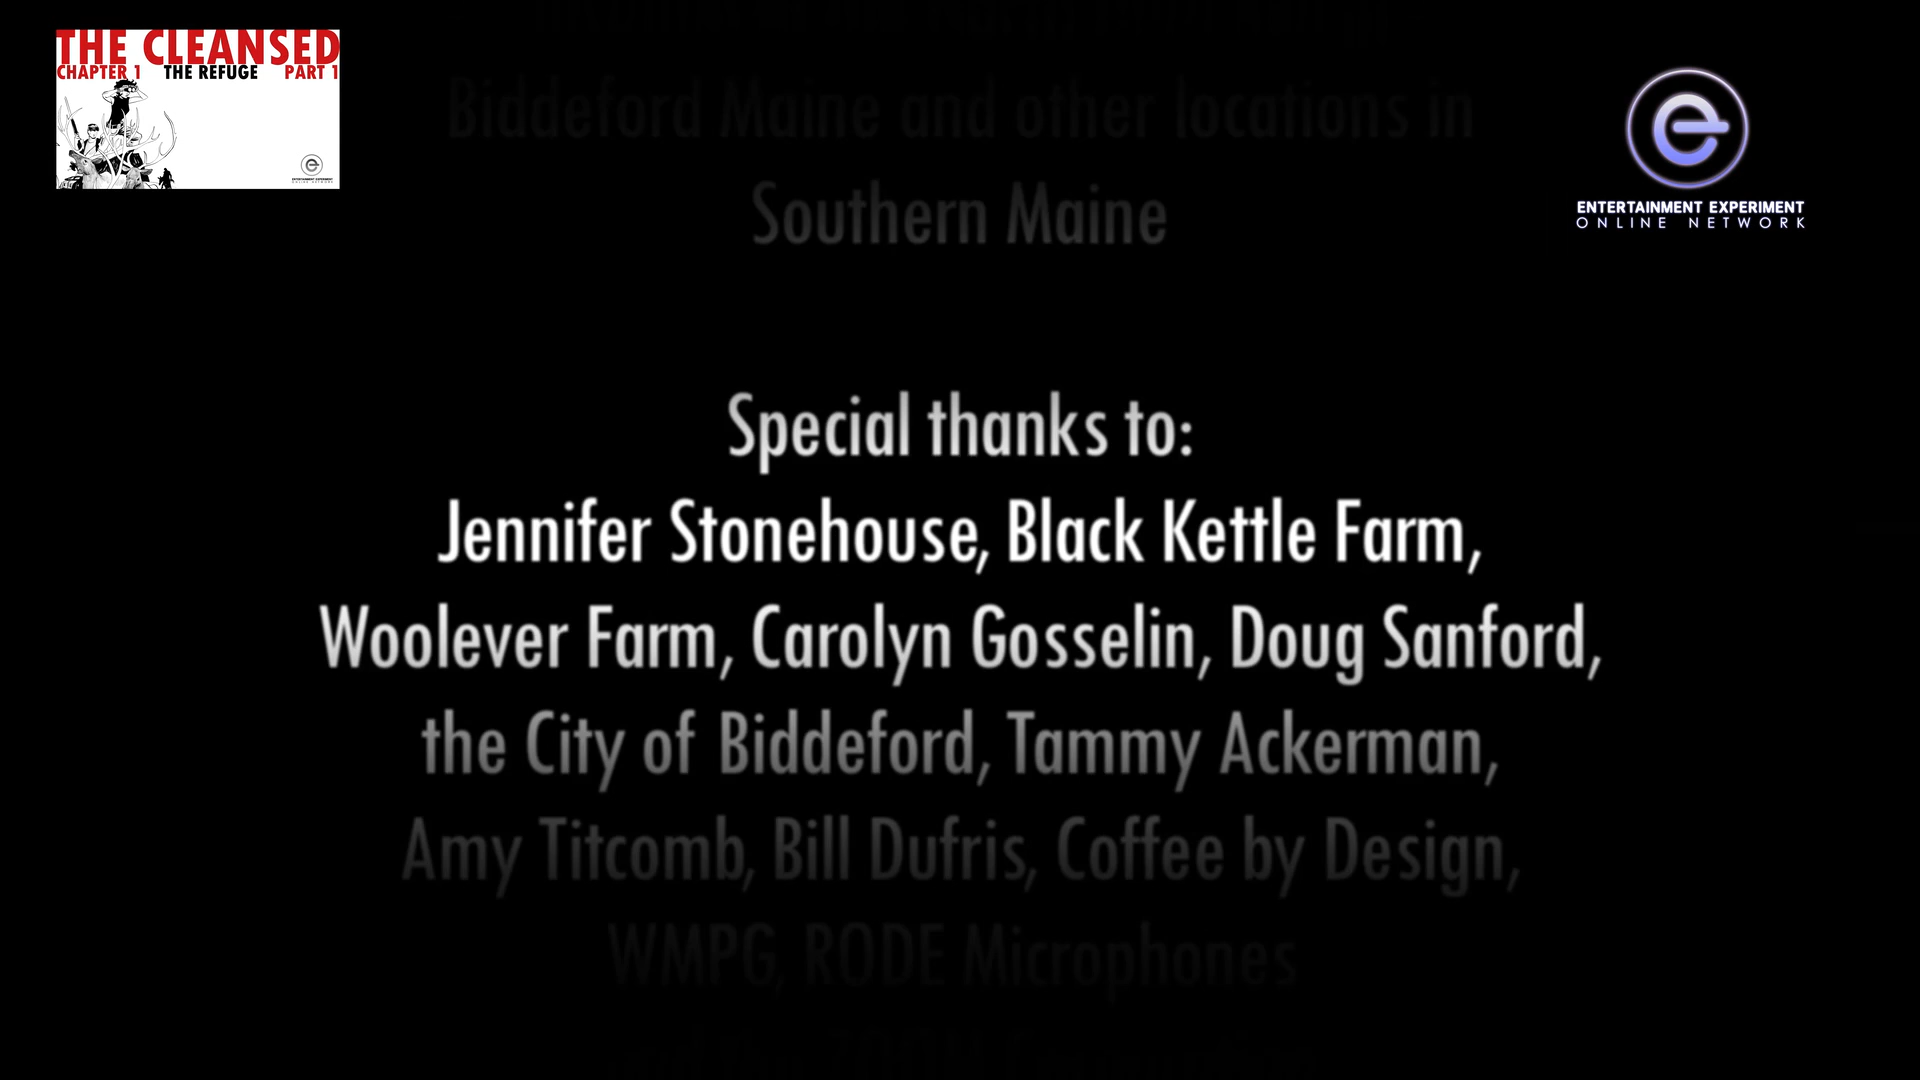 THE CLEANSED
CHAPTER 1 THE REFUGE PART 1
ENTERTAINMENT EXPERIMENT
ONLINE NETWORK
Biddeford Maine and other locations in
Southern Maine
Special thanks to:
Jennifer Stonehouse, Black Kettle Farm,
Woolever Farm, Carolyn Gosselin, Doug Sanford,
the City of Biddeford, Tammy Ackerman,
Amy Titcomb, Bill Dufris, Coffee by Design,
WMPG, RODE Microphones